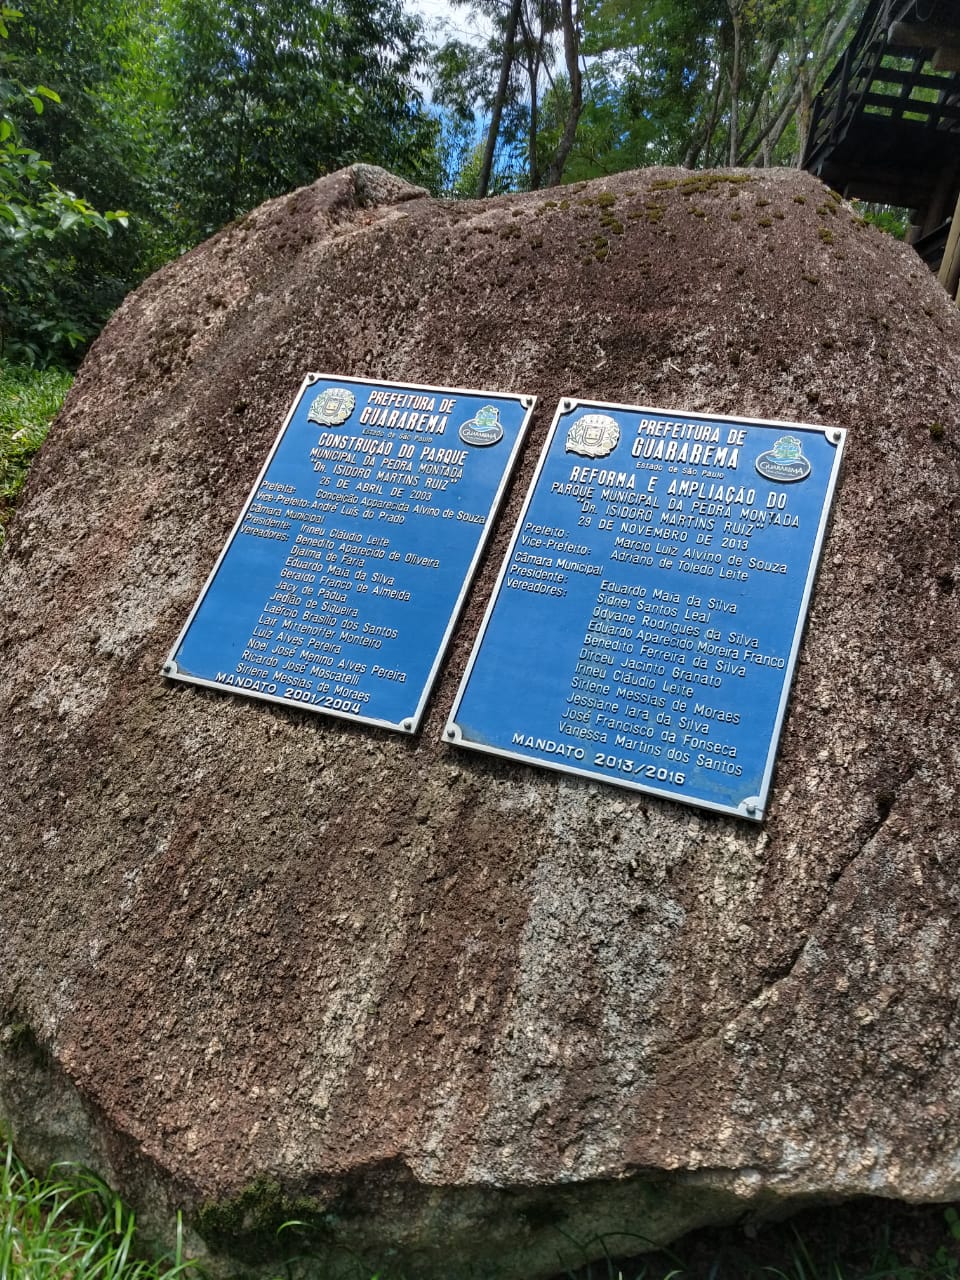 PREFEITURA DE
GUARAREMA
Estado de São Paulo
GUARAREMA
CONSTRUÇÃO DO PARQUE
MUNICIPAL DA PEDRA MONTADA
"DR. ISIDORO MARTINS RUIZ"
26 DE ABRIL DE 2003
Prefeita: Conceição Apparecida Alvino de Souza
Vice-Prefeito: André Luís do Prado
Câmara Municipal
Presidente: Irineu Cláudio Leite
Vereadores: Benedito Aparecido de Oliveira
Djalma de Faria
Eduardo Maia da Silva
Geraldo Franco de Almeida
Jacy de Pádua
Jedião de Siqueira
Laércio Brasílio dos Santos
Lair Mittehoffer Monteiro
Luiz Alves Pereira
Noel José Menino Alves Pereira
Ricardo José Moscatelli
Sirlene Messias de Moraes
MANDATO 2001/2004
PREFEITURA DE
GUARAREMA
Estado de São Paulo
GUARAREMA
REFORMA E AMPLIAÇÃO DO
PARQUE MUNICIPAL DA PEDRA MONTADA
"DR. ISIDORO MARTINS RUIZ"
29 DE NOVEMBRO DE 2013
Prefeito: Marcio Luiz Alvino de Souza
Vice-Prefeito: Adriano de Toledo Leite
Câmara Municipal
Presidente: Eduardo Maia da Silva
Vereadores: Sidnei Santos Leal
Odvane Rodrigues da Silva
Eduardo Aparecido Moreira Franco
Benedito Ferreira da Silva
Dirceu Jacinto Granato
Irineu Cláudio Leite
Sirlene Messias de Moraes
Jessiane Iara da Silva
José Francisco da Fonseca
Vanessa Martins dos Santos
MANDATO 2013/2016